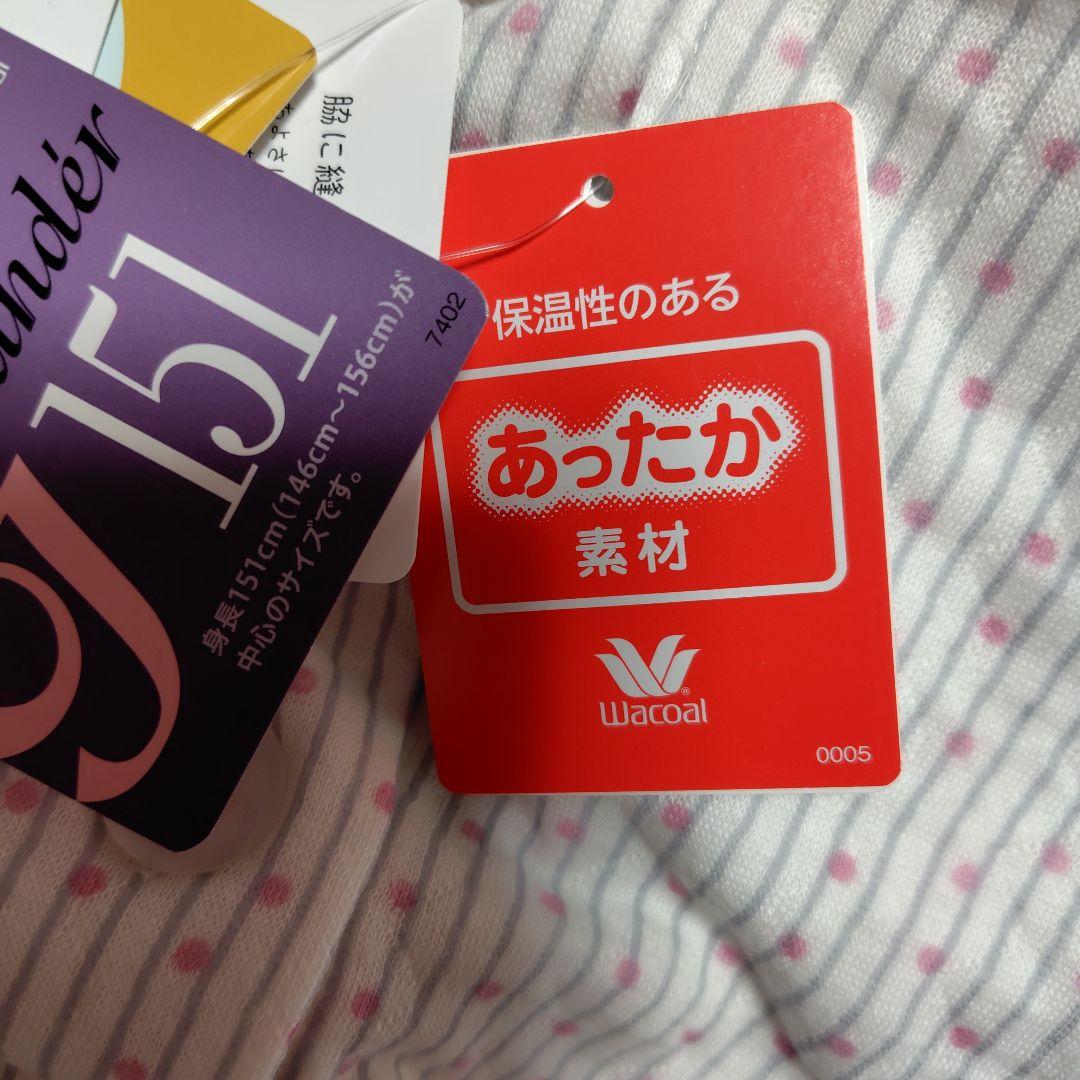 保温性のある
あったか
素材
Wacoal
0005
151
身長151cm(146cm～156cm)が
中心のサイズです。
7402
脇に縫